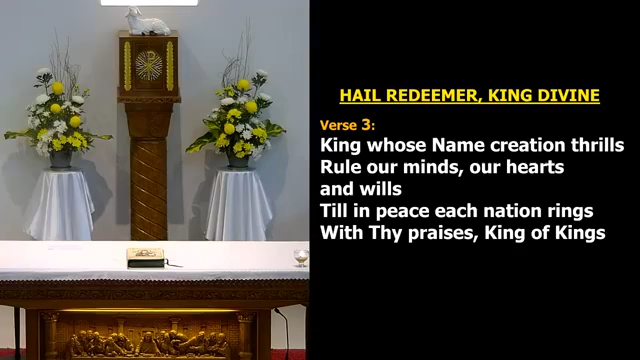 HAIL REDEEMER, KING DIVINE
Verse 3:
King whose Name creation thrills
Rule our minds, our hearts
and wills
Till in peace each nation rings
With Thy praises, King of Kings